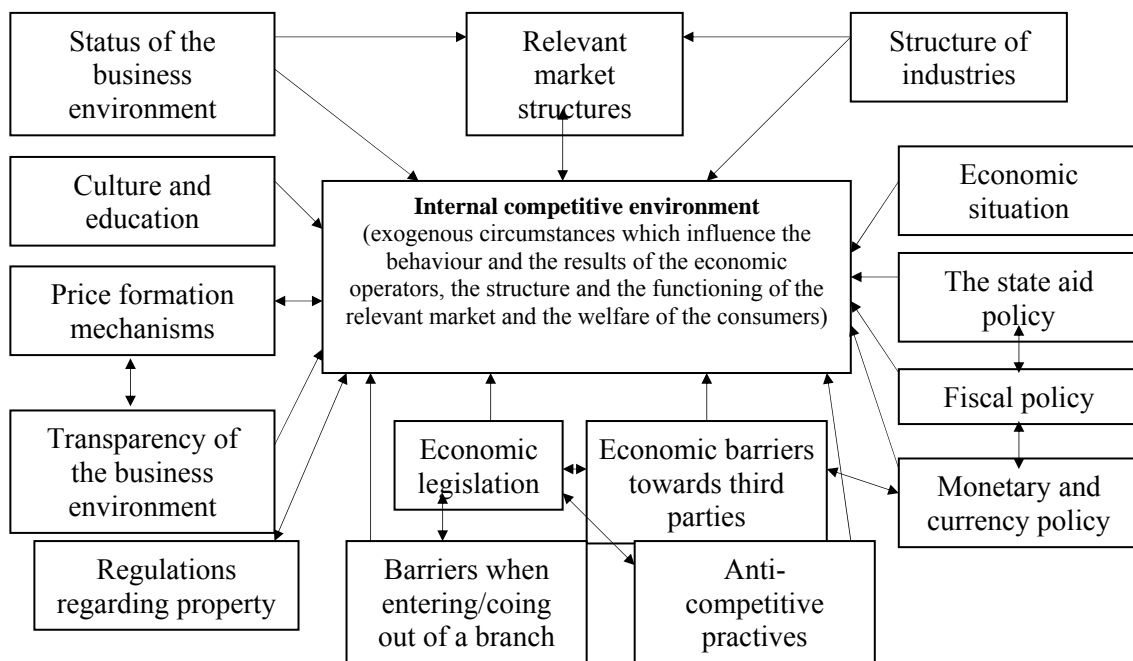 Status of the
business
environment
Relevant
market
structures
Structure of
industries
Culture and
education
Internal competitive environment
(exogenous circumstances which influence the
behaviour and the results of the economic
operators, the structure and the functioning of the
relevant market and the welfare of the consumers)
Economic
situation
Price formation
mechanisms
The state aid
policy
Fiscal policy
Transparency of
the business
environment
Economic
legislation
Economic barriers
towards third
parties
Monetary and
currency policy
Regulations
regarding property
Barriers when
entering/coing
out of a branch
Anti-
competitive
practives